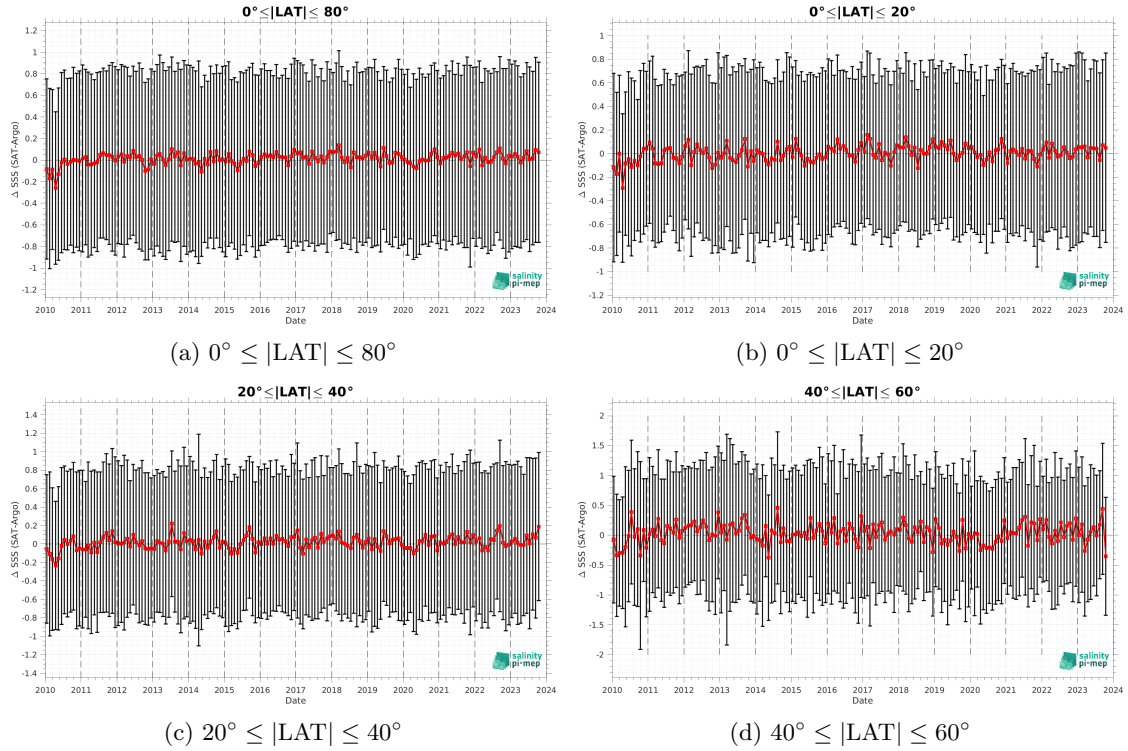 0°≤|LAT|≤ 80°
1.2
1
0.8
0.6
0.4
0.2
0
-0.2
-0.4
-0.6
-0.8
-1
-1.2
Δ SSS (SAT-Argo)
2010 2011 2012 2013 2014 2015 2016 2017 2018 2019 2020 2021 2022 2023 2024
Date
salinity
pi-mep
(a) 0° ≤ |LAT| ≤ 80°
0°≤|LAT|≤ 20°
1
0.8
0.6
0.4
0.2
0
-0.2
-0.4
-0.6
-0.8
-1
-1.2
Δ SSS (SAT-Argo)
2010 2011 2012 2013 2014 2015 2016 2017 2018 2019 2020 2021 2022 2023 2024
Date
salinity
pi-mep
(b) 0° ≤ |LAT| ≤ 20°
20°≤|LAT|≤ 40°
1.4
1.2
1
0.8
0.6
0.4
0.2
0
-0.2
-0.4
-0.6
-0.8
-1
-1.2
-1.4
Δ SSS (SAT-Argo)
2010 2011 2012 2013 2014 2015 2016 2017 2018 2019 2020 2021 2022 2023 2024
Date
salinity
pi-mep
(c) 20° ≤ |LAT| ≤ 40°
40°≤|LAT|≤ 60°
2
1.5
1
0.5
0
-0.5
-1
-1.5
-2
Δ SSS (SAT-Argo)
2010 2011 2012 2013 2014 2015 2016 2017 2018 2019 2020 2021 2022 2023 2024
Date
salinity
pi-mep
(d) 40° ≤ |LAT| ≤ 60°